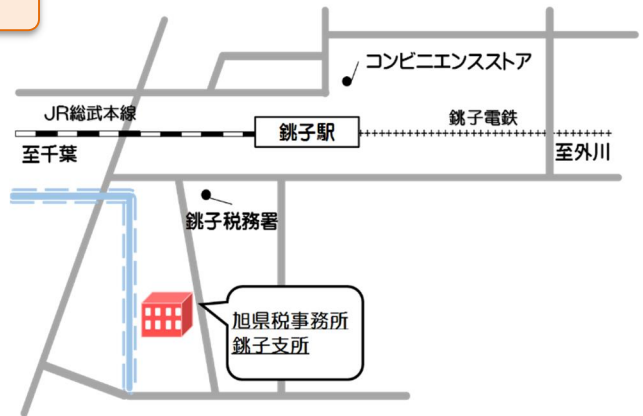 コンビニエンスストア
JR総武本線
銚子駅
銚子電鉄
至千葉
至外川
銚子税務署
旭県税事務所
銚子支所